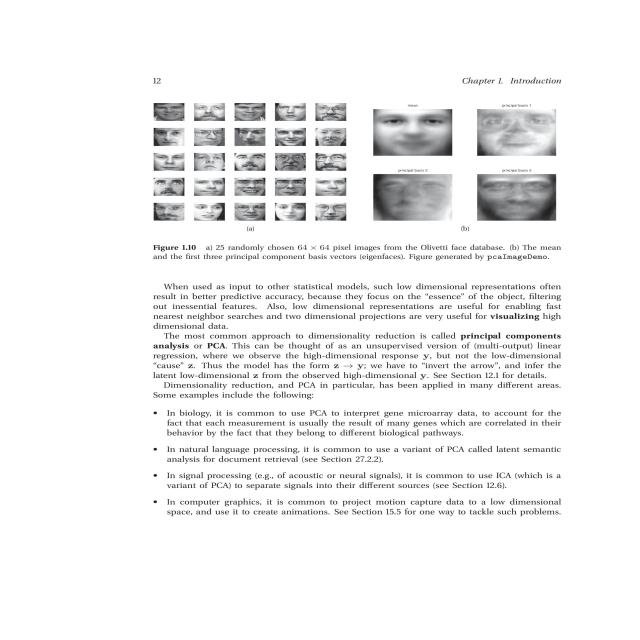 12
Chapter 1. Introduction
mean
principal basis 1
principal basis 2
principal basis 3
(a)
(b)
Figure 1.10 a) 25 randomly chosen 64 × 64 pixel images from the Olivetti face database. (b) The mean
and the first three principal component basis vectors (eigenfaces). Figure generated by pcaImageDemo.
When used as input to other statistical models, such low dimensional representations often
result in better predictive accuracy, because they focus on the “essence” of the object, filtering
out inessential features. Also, low dimensional representations are useful for enabling fast
nearest neighbor searches and two dimensional projections are very useful for visualizing high
dimensional data.
The most common approach to dimensionality reduction is called principal components
analysis or PCA. This can be thought of as an unsupervised version of (multi-output) linear
regression, where we observe the high-dimensional response y, but not the low-dimensional
“cause” z. Thus the model has the form z → y; we have to “invert the arrow”, and infer the
latent low-dimensional z from the observed high-dimensional y. See Section 12.1 for details.
Dimensionality reduction, and PCA in particular, has been applied in many different areas.
Some examples include the following:
• In biology, it is common to use PCA to interpret gene microarray data, to account for the
fact that each measurement is usually the result of many genes which are correlated in their
behavior by the fact that they belong to different biological pathways.
• In natural language processing, it is common to use a variant of PCA called latent semantic
analysis for document retrieval (see Section 27.2.2).
• In signal processing (e.g., of acoustic or neural signals), it is common to use ICA (which is a
variant of PCA) to separate signals into their different sources (see Section 12.6).
• In computer graphics, it is common to project motion capture data to a low dimensional
space, and use it to create animations. See Section 15.5 for one way to tackle such problems.